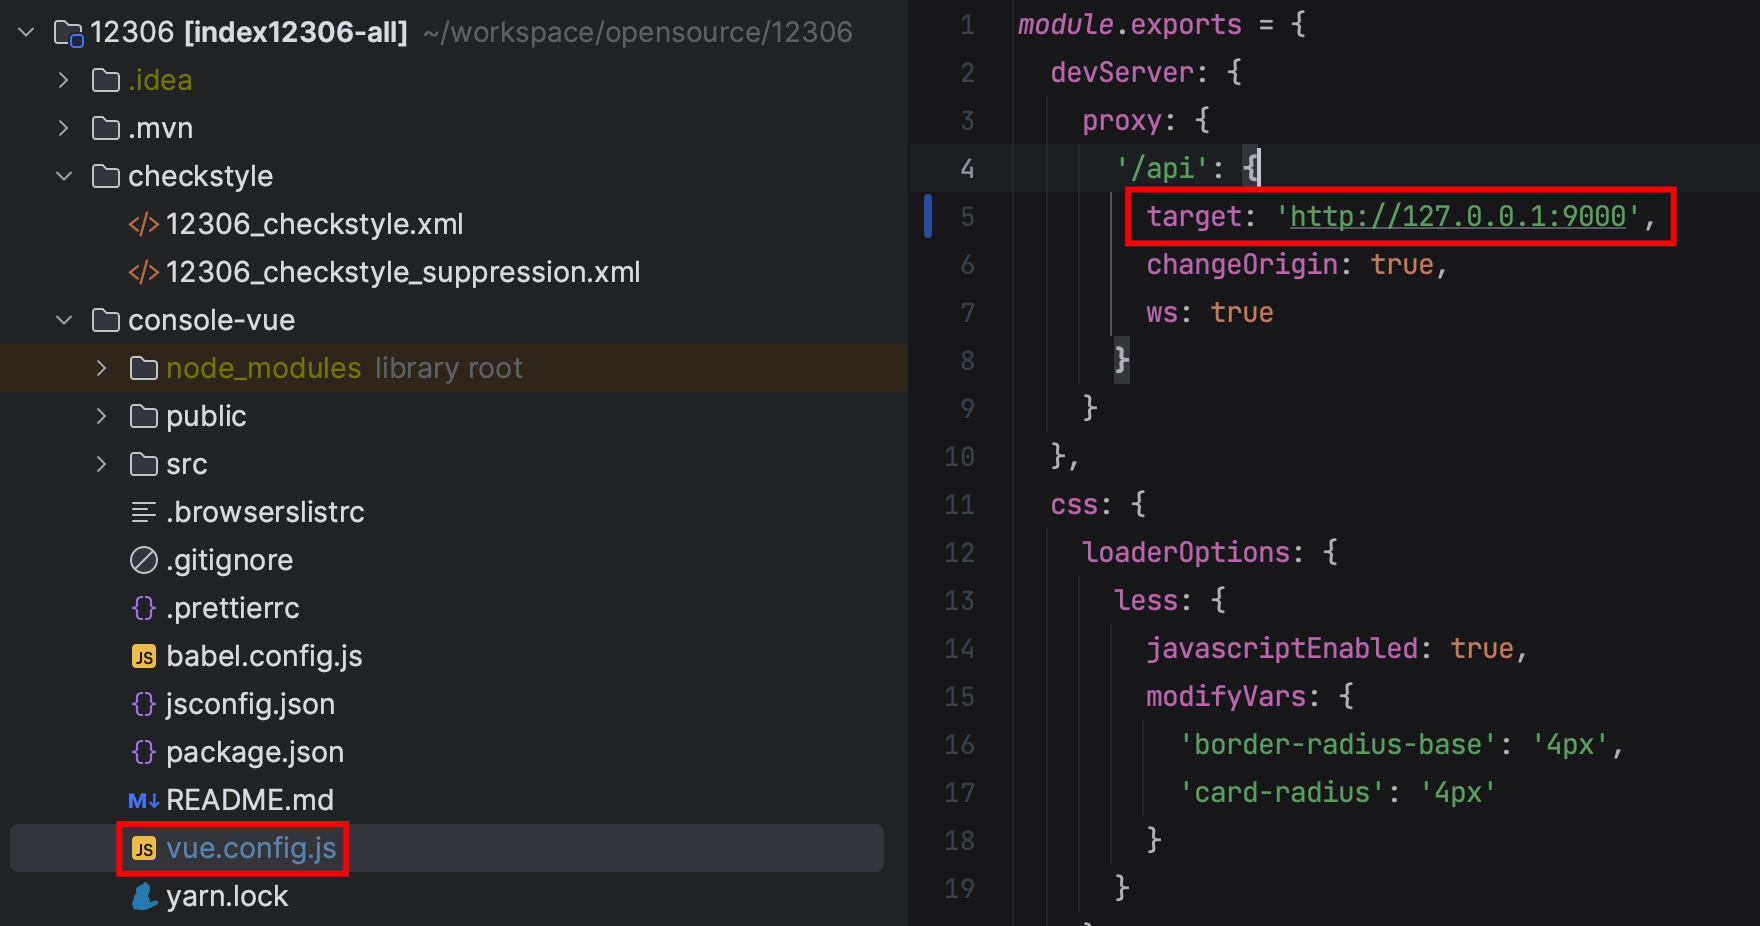 12306 [index12306-all] ~/workspace/opensource/12306
.idea
.mvn
checkstyle
</> 12306_checkstyle.xml
</> 12306_checkstyle_suppression.xml
console-vue
node_modules library root
public
src
.browserslistrc
.gitignore
{} .prettierrc
JS babel.config.js
{} jsconfig.json
{} package.json
M↓ README.md
JS vue.config.js
yarn.lock
1 module.exports = {
2 devServer: {
3 proxy: {
4 '/api': {
5 target: 'http://127.0.0.1:9000',
6 changeOrigin: true,
7 ws: true
8 }
9 }
10 },
11 css: {
12 loaderOptions: {
13 less: {
14 javascriptEnabled: true,
15 modifyVars: {
16 'border-radius-base': '4px',
17 'card-radius': '4px'
18 }
19 }